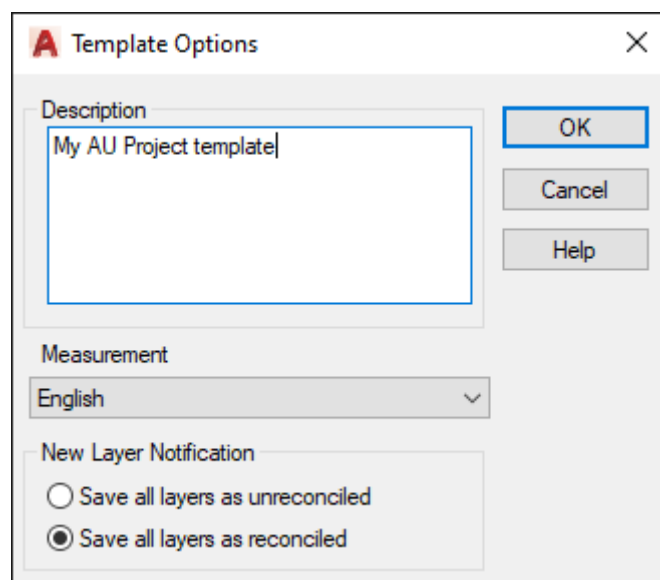 Template Options
Description
My AU Project template
OK
Cancel
Help
Measurement
English
New Layer Notification
Save all layers as unreconciled
Save all layers as reconciled